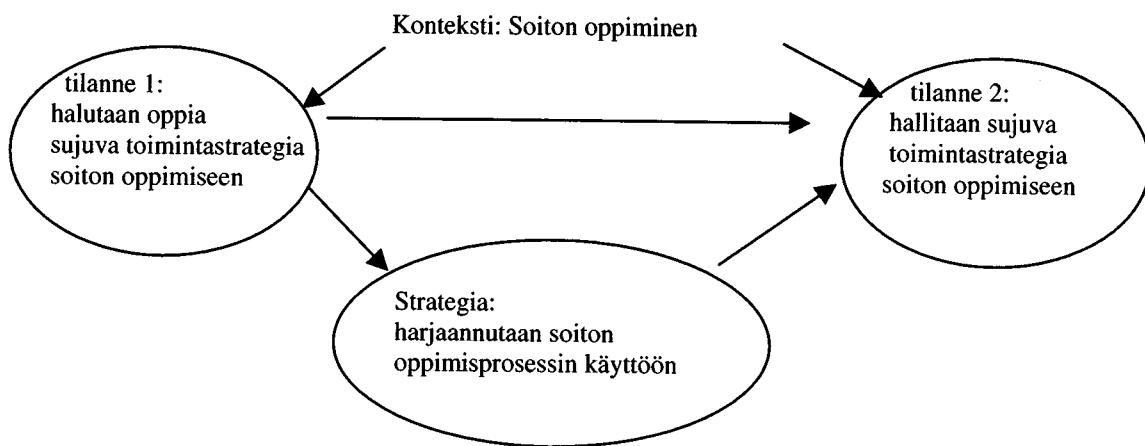 Konteksti: Soiton oppiminen
tilanne 1:
halutaan oppia
sujuva toimintastrategia
soiton oppimiseen
tilanne 2:
hallitaan sujuva
toimintastrategia
soiton oppimiseen
Strategia:
harjaannutaan soiton
oppimisprosessin käyttöön